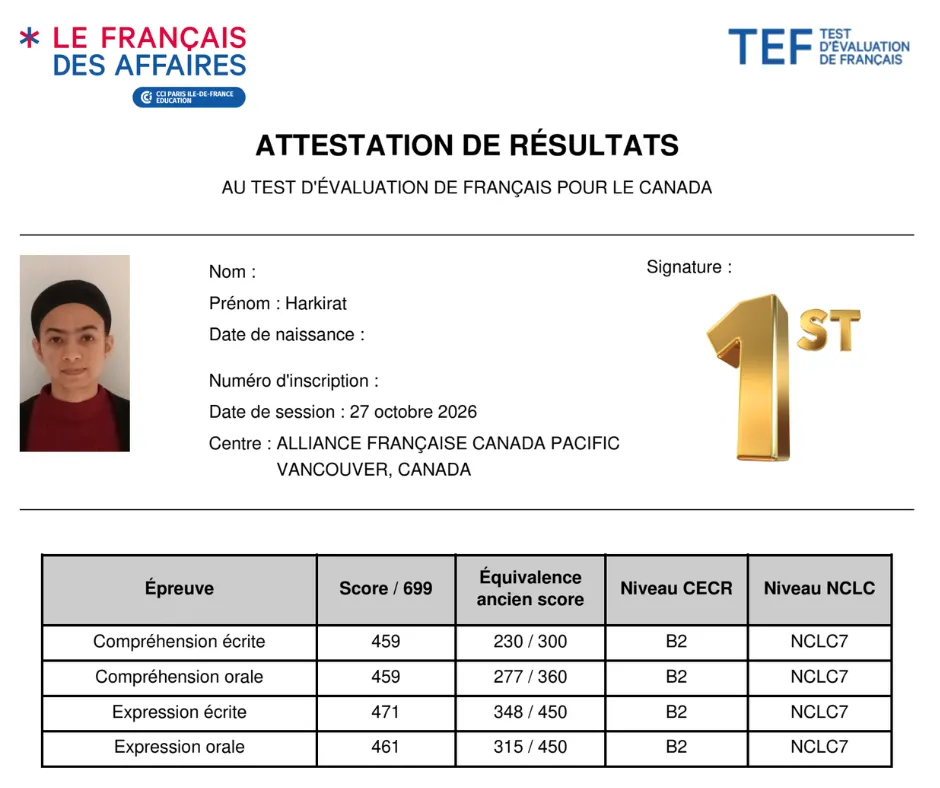 LE FRANÇAIS
DES AFFAIRES
CCI PARIS ILE-DE-FRANCE
EDUCATION
TEF TEST
D'ÉVALUATION
DE FRANÇAIS
ATTESTATION DE RÉSULTATS
AU TEST D'ÉVALUATION DE FRANÇAIS POUR LE CANADA
Nom :
Prénom : Harkirat
Date de naissance :
Numéro d'inscription :
Date de session : 27 octobre 2026
Centre : ALLIANCE FRANÇAISE CANADA PACIFIC
VANCOUVER, CANADA
Signature :
1ST
Épreuve Score / 699 Équivalence ancien score Niveau CECR Niveau NCLC
Compréhension écrite 459 230 / 300 B2 NCLC7
Compréhension orale 459 277 / 360 B2 NCLC7
Expression écrite 471 348 / 450 B2 NCLC7
Expression orale 461 315 / 450 B2 NCLC7